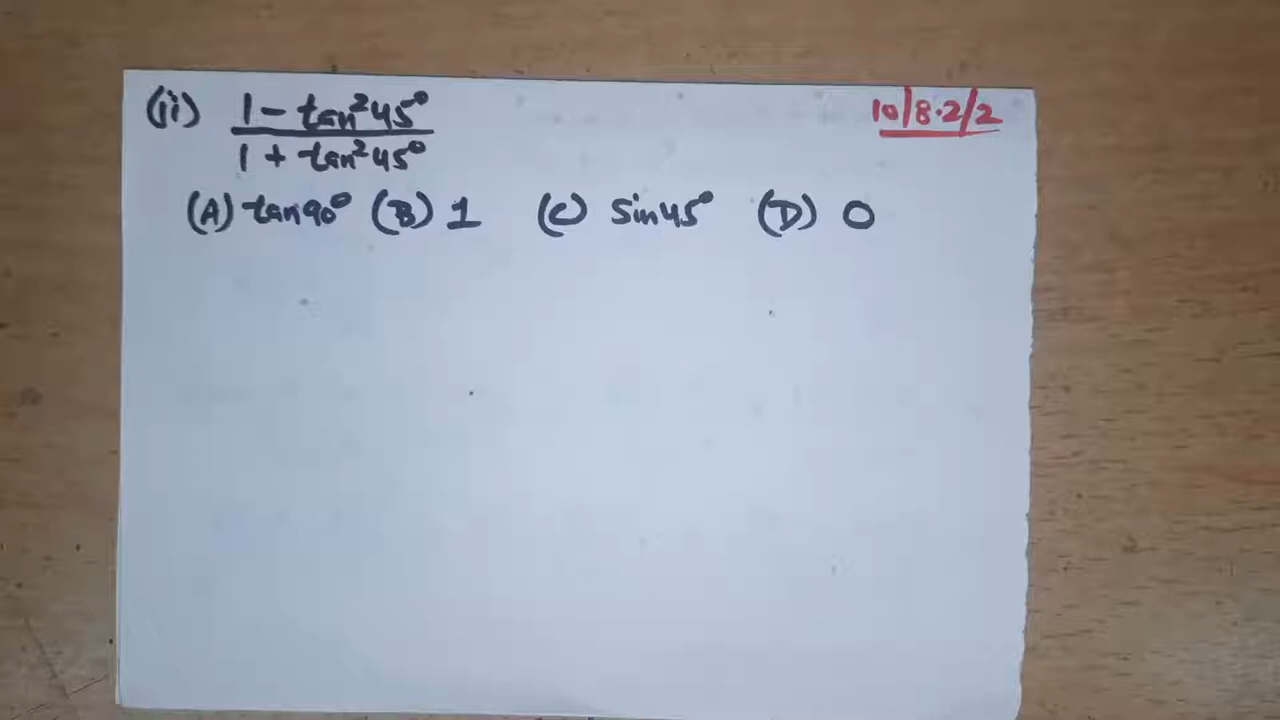 (ii) 1 - tan²45° 10/8.2/2
1 + tan²45°
(A) tan90° (B) 1 (C) sin45° (D) 0